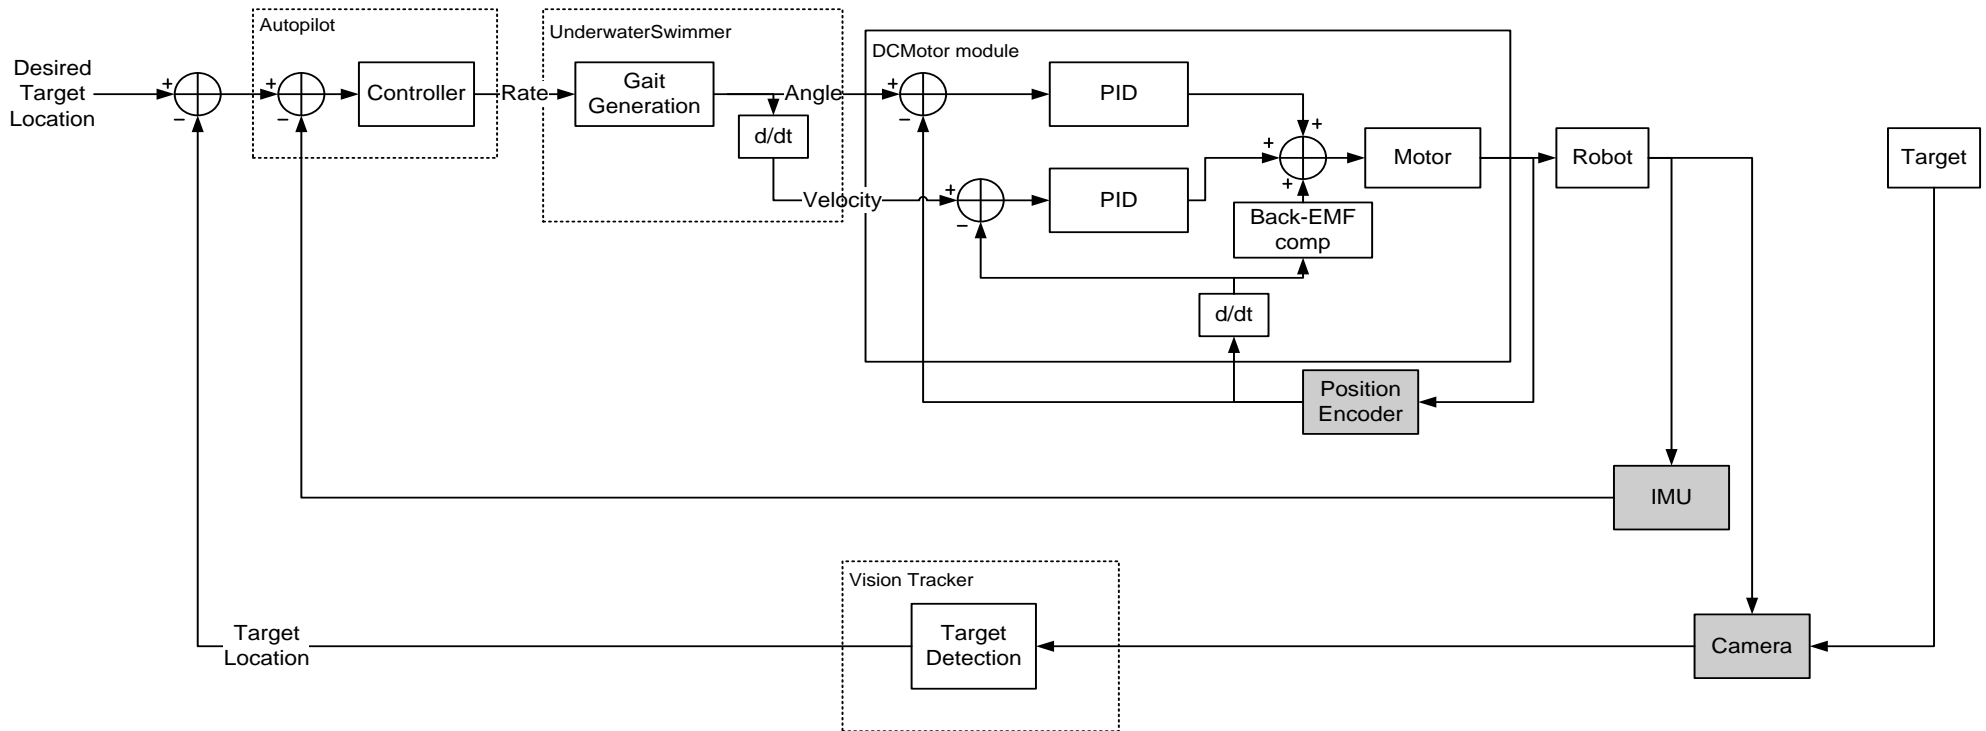 Autopilot
UnderwaterSwimmer
DCMotor module
Desired
Target
Location
+
−
+
−
Controller
Rate
Gait
Generation
Angle
d/dt
Velocity
+
−
PID
+
−
PID
+
+
+
Motor
Robot
Target
Back-EMF
comp
d/dt
Position
Encoder
IMU
Vision Tracker
Target
Location
Target
Detection
Camera